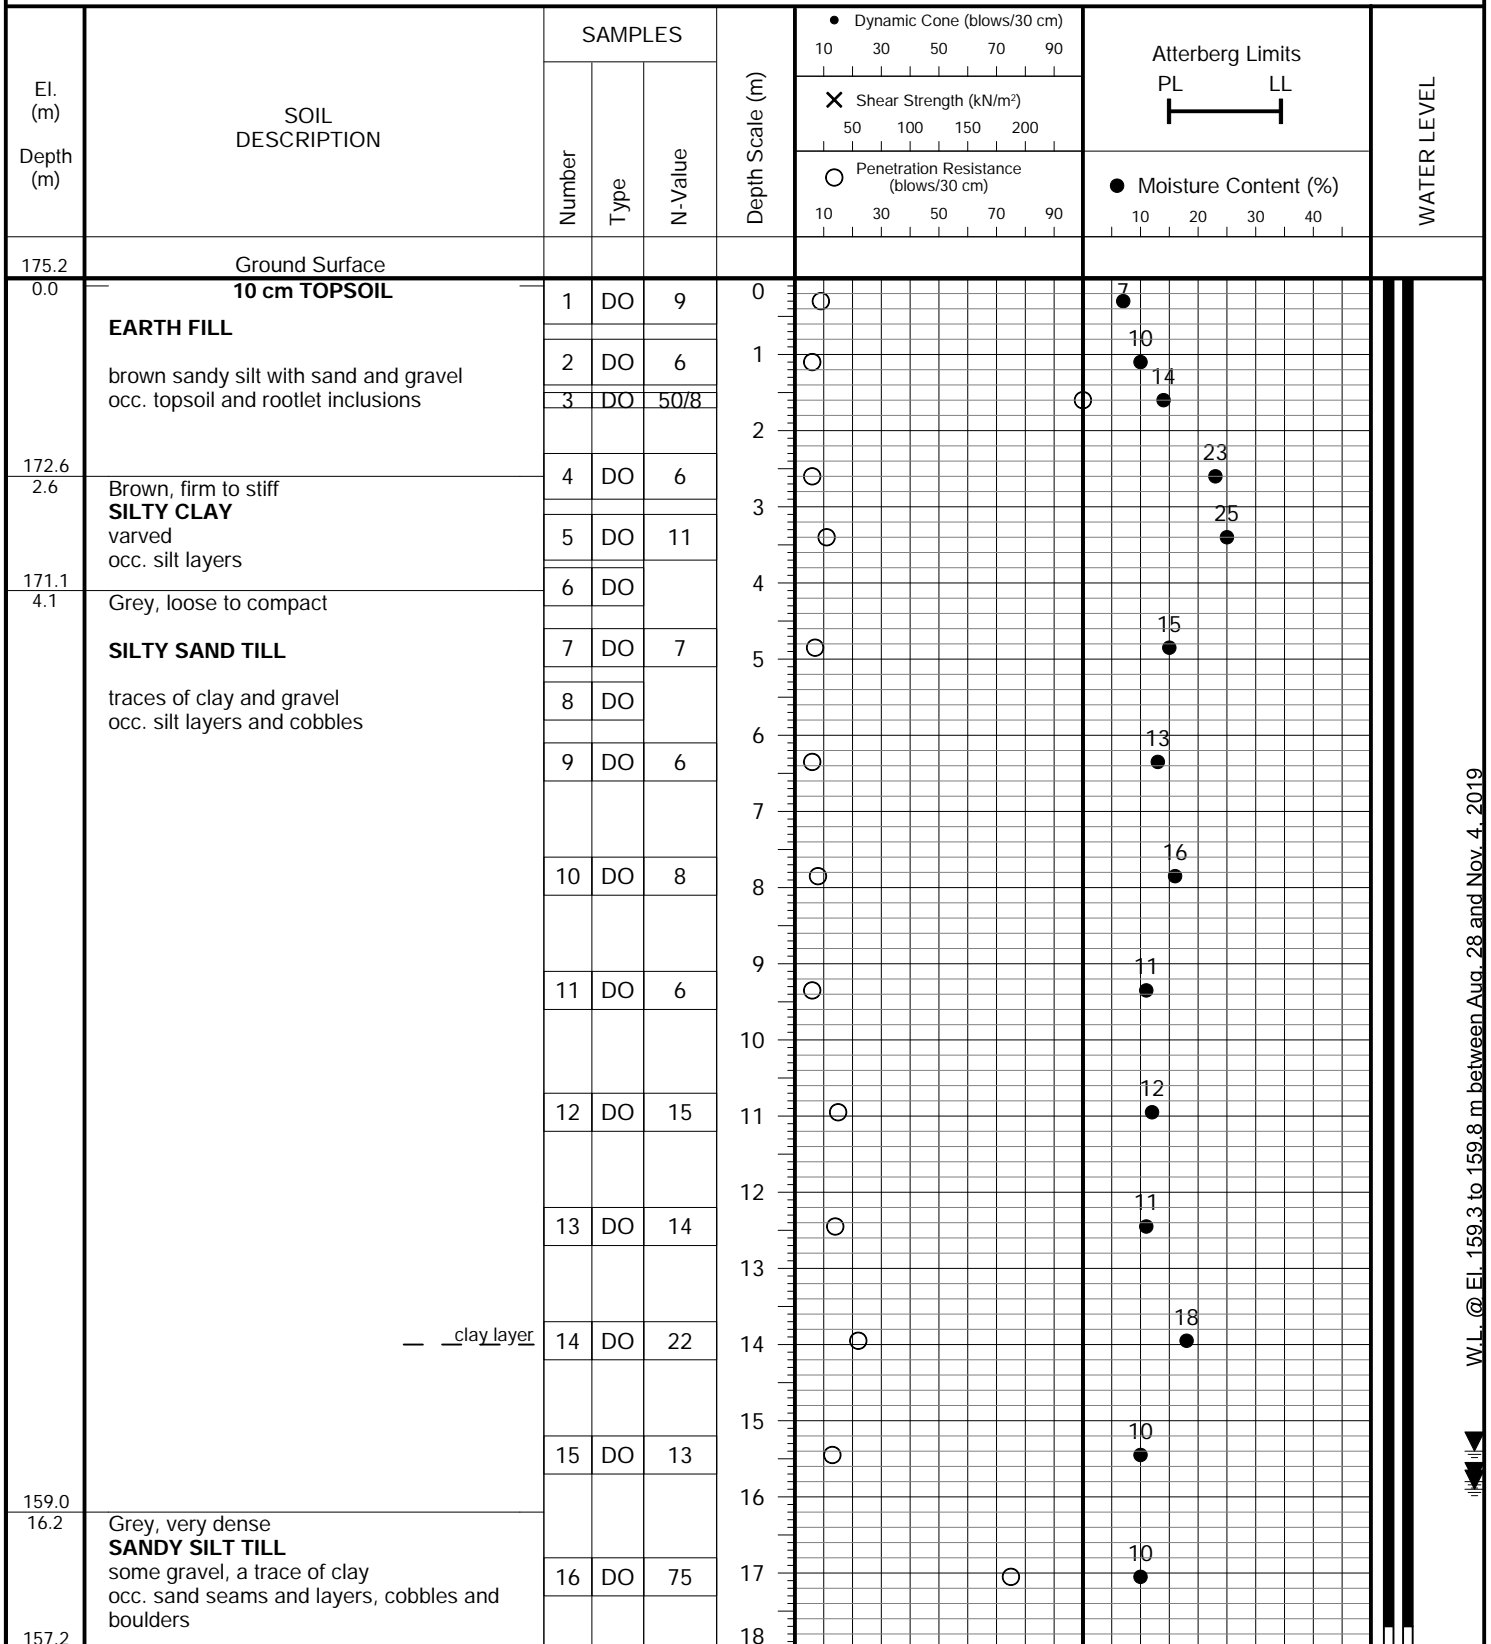 El.
(m)
Depth
(m)
SOIL
DESCRIPTION
SAMPLES
Number
Type
N-Value
Depth Scale (m)
Dynamic Cone (blows/30 cm)
10 30 50 70 90
Shear Strength (kN/m²)
50 100 150 200
Penetration Resistance
(blows/30 cm)
10 30 50 70 90
Atterberg Limits
PL LL
Moisture Content (%)
10 20 30 40
WATER LEVEL
175.2 Ground Surface
0.0 10 cm TOPSOIL
EARTH FILL
brown sandy silt with sand and gravel
occ. topsoil and rootlet inclusions
172.6
2.6 Brown, firm to stiff
SILTY CLAY
varved
occ. silt layers
171.1
4.1 Grey, loose to compact
SILTY SAND TILL
traces of clay and gravel
occ. silt layers and cobbles
clay layer
159.0
16.2 Grey, very dense
SANDY SILT TILL
some gravel, a trace of clay
occ. sand seams and layers, cobbles and
boulders
157.2
1 DO 9
2 DO 6
3 DO 50/8
4 DO 6
5 DO 11
6 DO
7 DO 7
8 DO
9 DO 6
10 DO 8
11 DO 6
12 DO 15
13 DO 14
14 DO 22
15 DO 13
16 DO 75
0
1
2
3
4
5
6
7
8
9
10
11
12
13
14
15
16
17
18
7
10
14
23
25
15
13
16
11
12
11
18
10
10
W.L. @ El. 159.3 to 159.8 m between Aug. 28 and Nov. 4, 2019